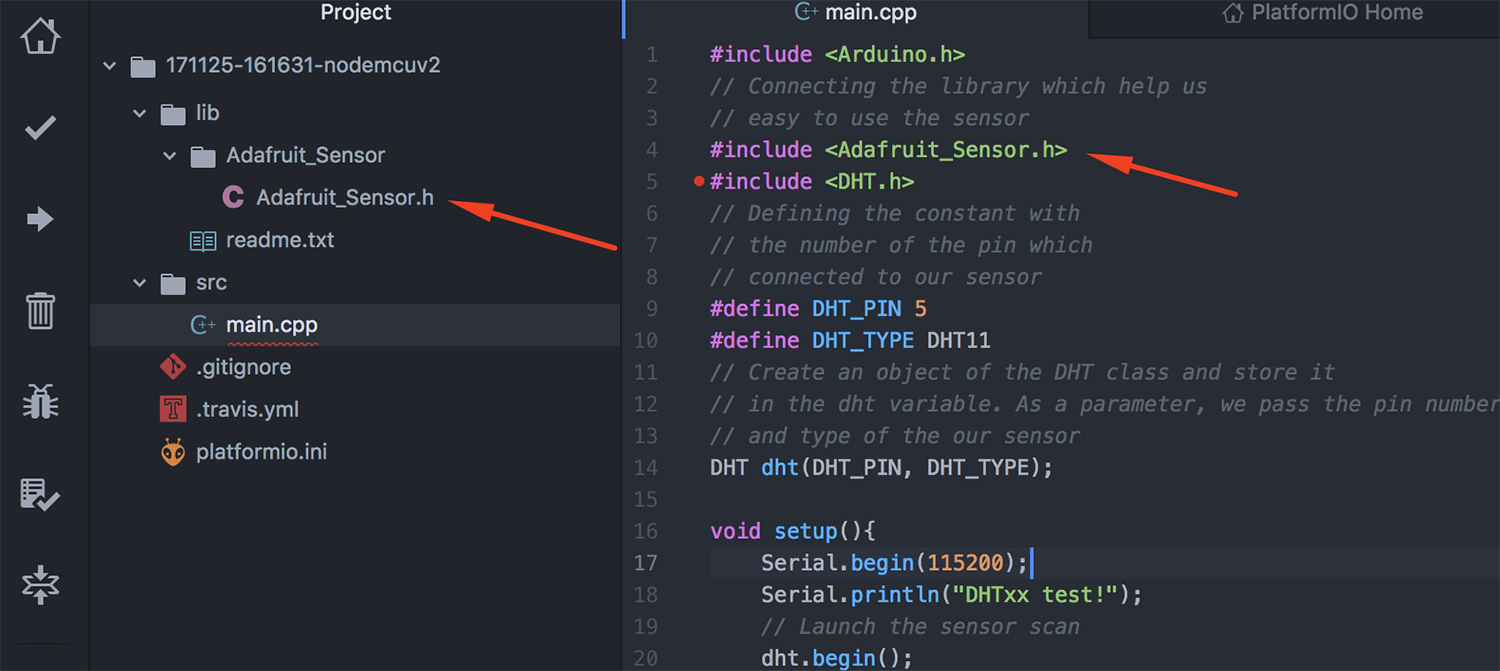 Project
171125-161631-nodemcuv2
lib
Adafruit_Sensor
C Adafruit_Sensor.h
readme.txt
src
C++ main.cpp
.gitignore
T .travis.yml
platformio.ini
C++ main.cpp
PlatformIO Home
1 #include <Arduino.h>
2 // Connecting the library which help us
3 // easy to use the sensor
4 #include <Adafruit_Sensor.h>
5 #include <DHT.h>
6 // Defining the constant with
7 // the number of the pin which
8 // connected to our sensor
9 #define DHT_PIN 5
10 #define DHT_TYPE DHT11
11 // Create an object of the DHT class and store it
12 // in the dht variable. As a parameter, we pass the pin number
13 // and type of the our sensor
14 DHT dht(DHT_PIN, DHT_TYPE);
15
16 void setup(){
17 Serial.begin(115200);
18 Serial.println("DHTxx test!");
19 // Launch the sensor scan
20 dht.begin();